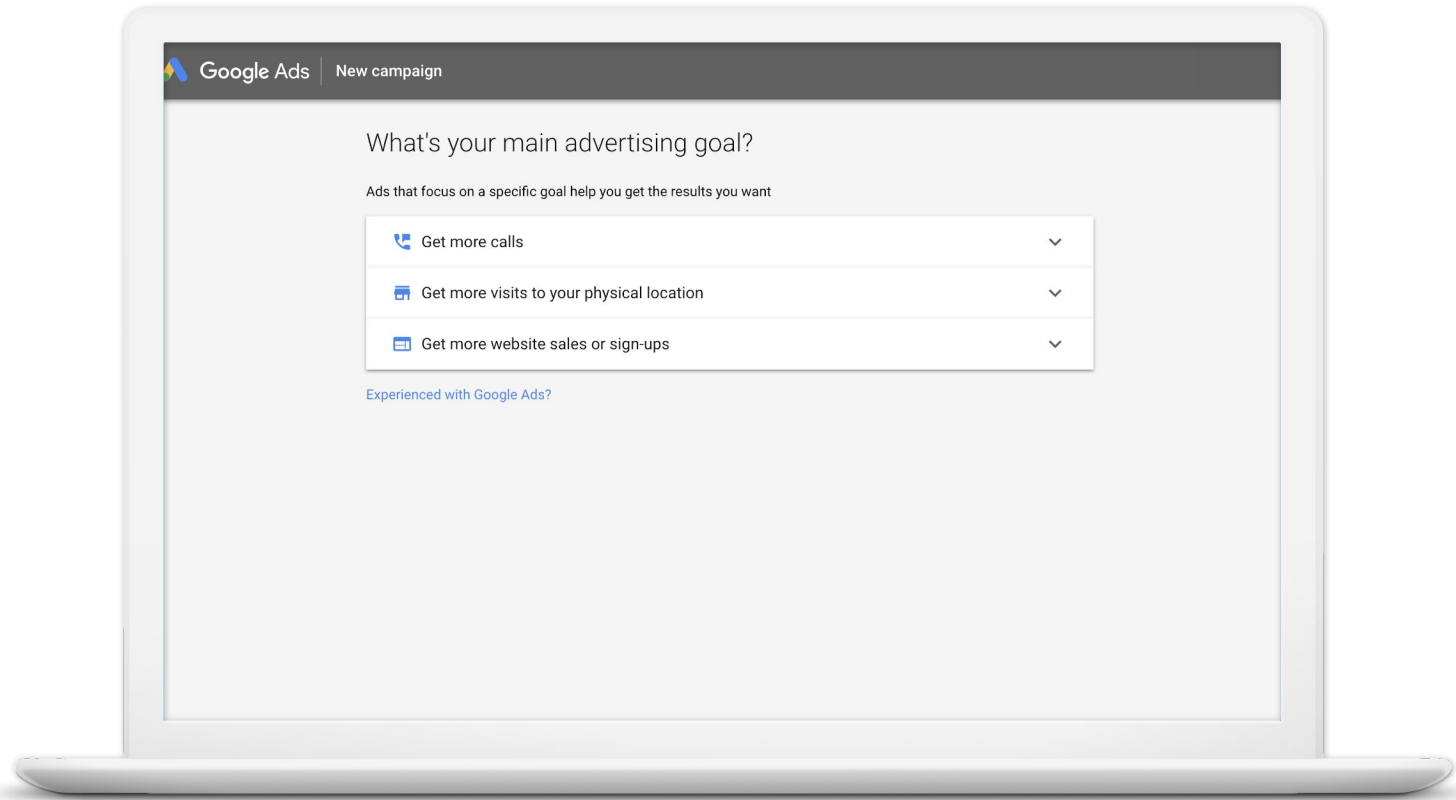 Google Ads New campaign
What's your main advertising goal?
Ads that focus on a specific goal help you get the results you want
Get more calls
Get more visits to your physical location
Get more website sales or sign-ups
Experienced with Google Ads?